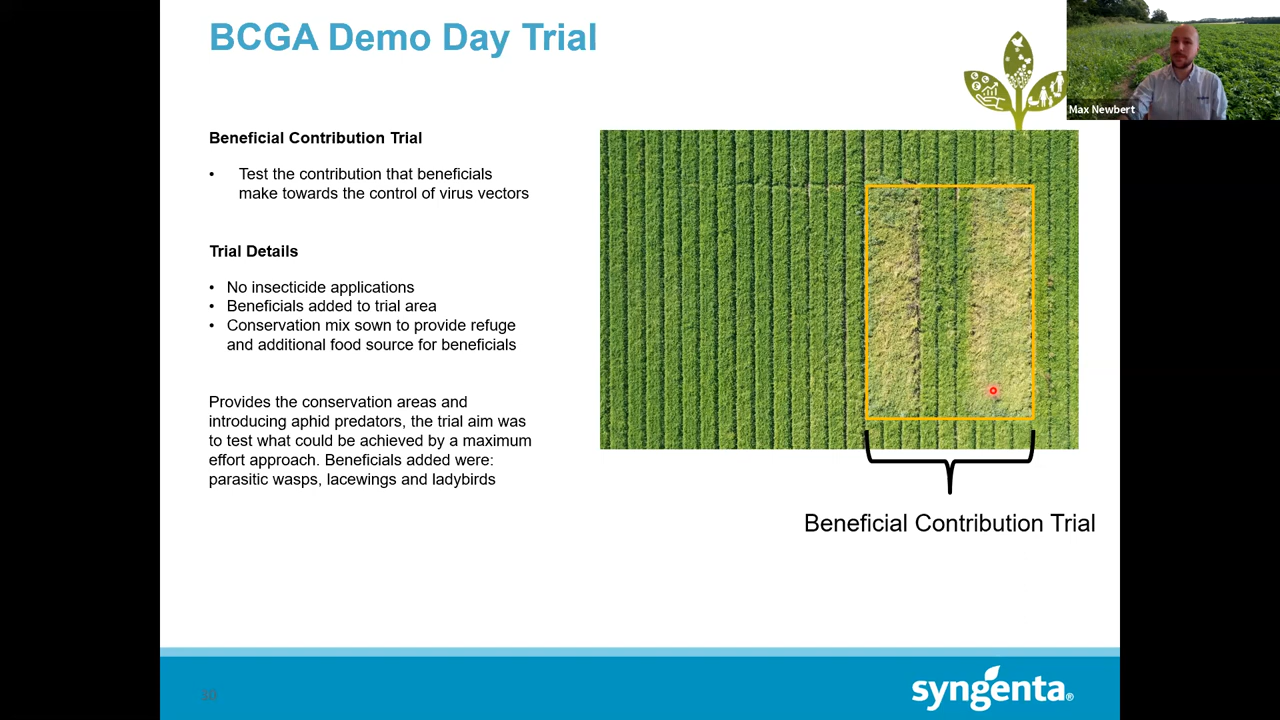 BCGA Demo Day Trial
Max Newbert
Beneficial Contribution Trial
• Test the contribution that beneficials
make towards the control of virus vectors
Trial Details
• No insecticide applications
• Beneficials added to trial area
• Conservation mix sown to provide refuge
and additional food source for beneficials
Provides the conservation areas and
introducing aphid predators, the trial aim was
to test what could be achieved by a maximum
effort approach. Beneficials added were:
parasitic wasps, lacewings and ladybirds
Beneficial Contribution Trial
syngenta®